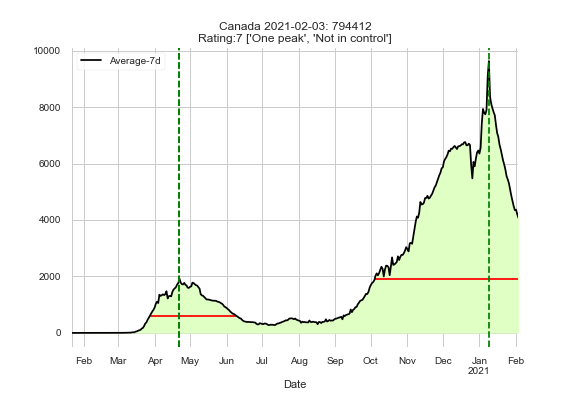 Canada 2021-02-03: 794412
Rating:7 ['One peak', 'Not in control']
Average-7d
10000
8000
6000
4000
2000
0
Feb Mar Apr May Jun Jul Aug Sep Oct Nov Dec Jan Feb
2021
Date